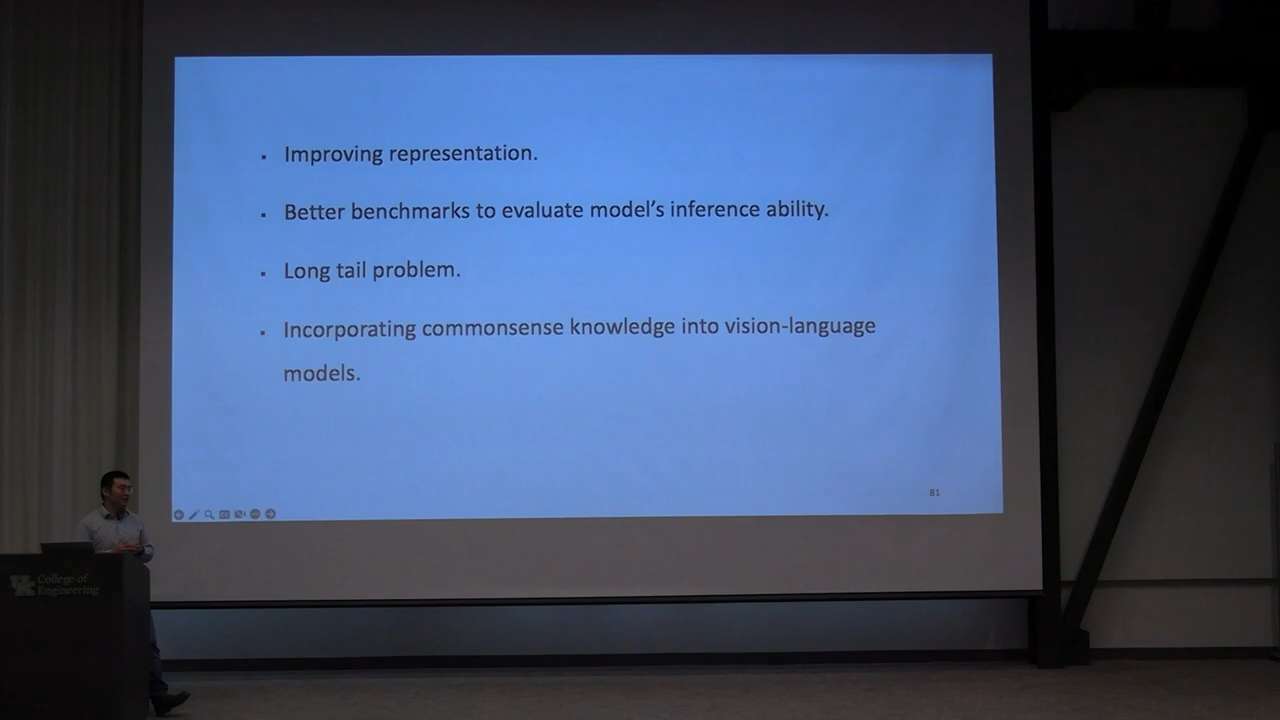 Improving representation.
Better benchmarks to evaluate model's inference ability.
Long tail problem.
Incorporating commonsense knowledge into vision-language
models.
81
UK College of
Engineering